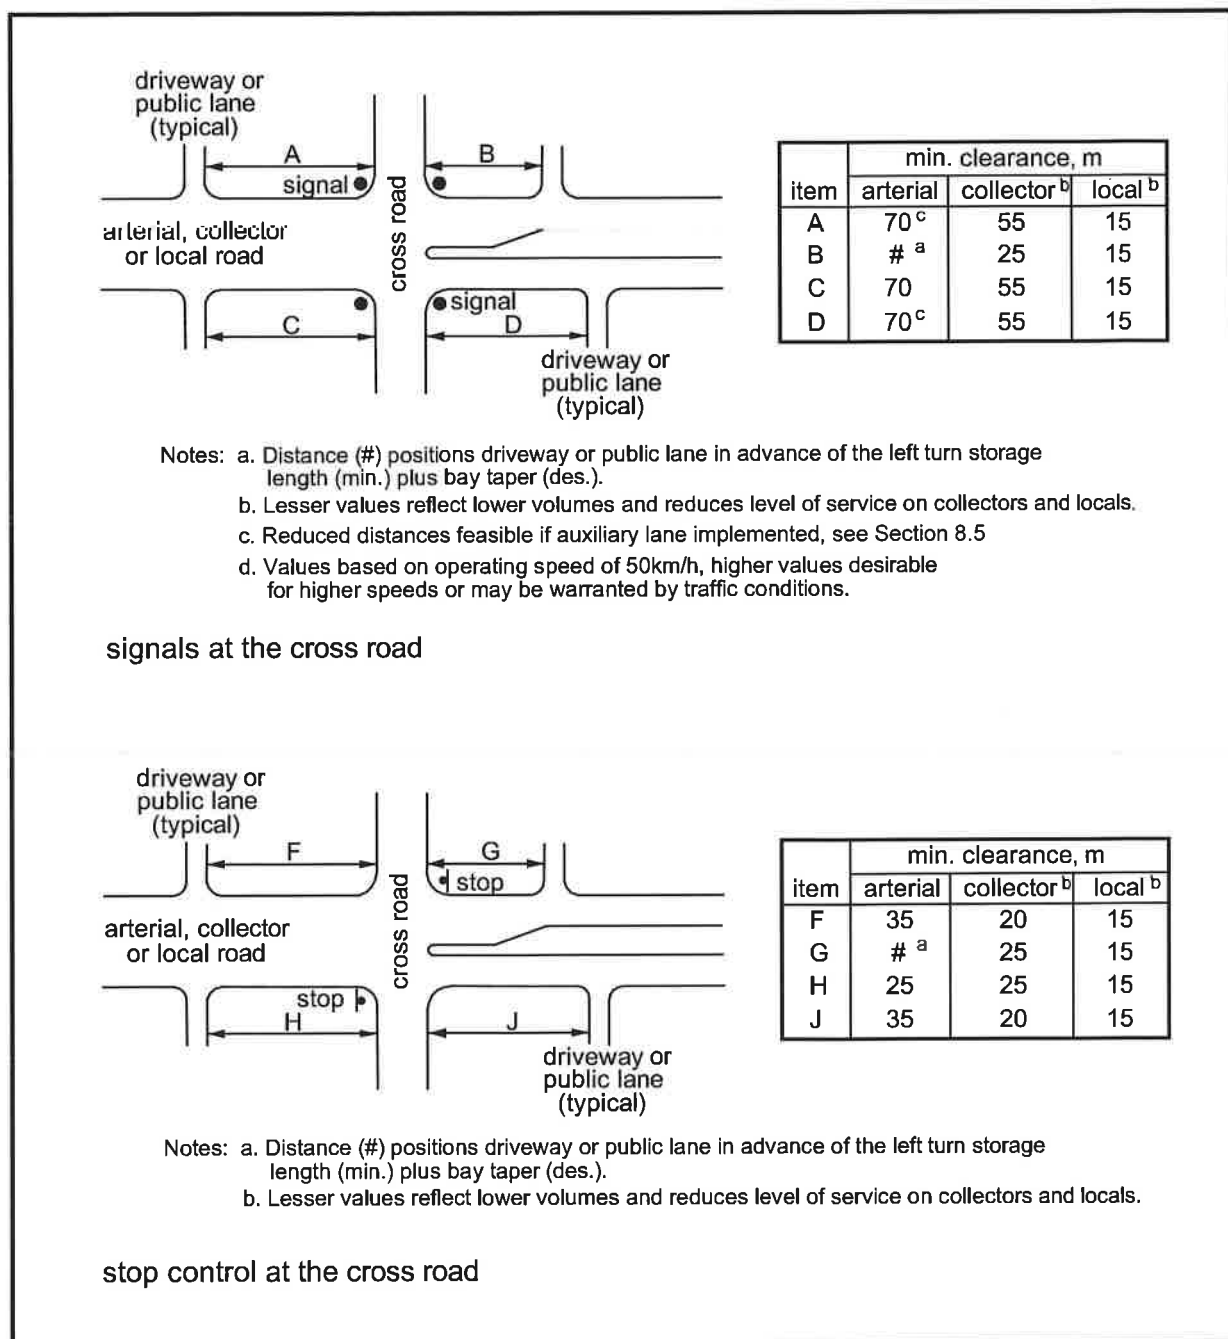 driveway or
public lane
(typical)
A
B
signal
cross road
arterial, collector
or local road
signal
C
D
driveway or
public lane
(typical)
min. clearance, m
item arterial collector b local b
A 70 c 55 15
B # a 25 15
C 70 55 15
D 70 c 55 15
Notes: a. Distance (#) positions driveway or public lane in advance of the left turn storage
length (min.) plus bay taper (des.).
b. Lesser values reflect lower volumes and reduces level of service on collectors and locals.
c. Reduced distances feasible if auxiliary lane implemented, see Section 8.5
d. Values based on operating speed of 50km/h, higher values desirable
for higher speeds or may be warranted by traffic conditions.
signals at the cross road
driveway or
public lane
(typical)
F
G
stop
cross road
arterial, collector
or local road
stop
H
J
driveway or
public lane
(typical)
min. clearance, m
item arterial collector b local b
F 35 20 15
G # a 25 15
H 25 25 15
J 35 20 15
Notes: a. Distance (#) positions driveway or public lane in advance of the left turn storage
length (min.) plus bay taper (des.).
b. Lesser values reflect lower volumes and reduces level of service on collectors and locals.
stop control at the cross road